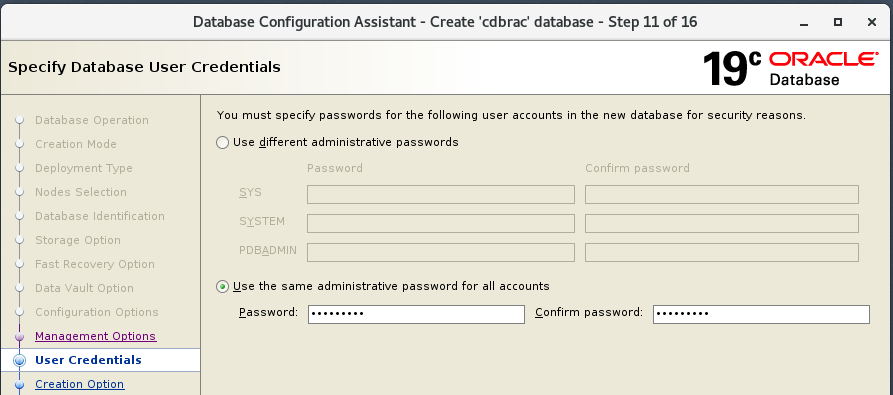 Database Configuration Assistant - Create 'cdbrac' database - Step 11 of 16
Specify Database User Credentials
19c ORACLE
Database
Database Operation
Creation Mode
Deployment Type
Nodes Selection
Database Identification
Storage Option
Fast Recovery Option
Data Vault Option
Configuration Options
Management Options
User Credentials
Creation Option
You must specify passwords for the following user accounts in the new database for security reasons.
Use different administrative passwords
Password Confirm password
SYS
SYSTEM
PDBADMIN
Use the same administrative password for all accounts
Password: ••••••••• Confirm password: •••••••••